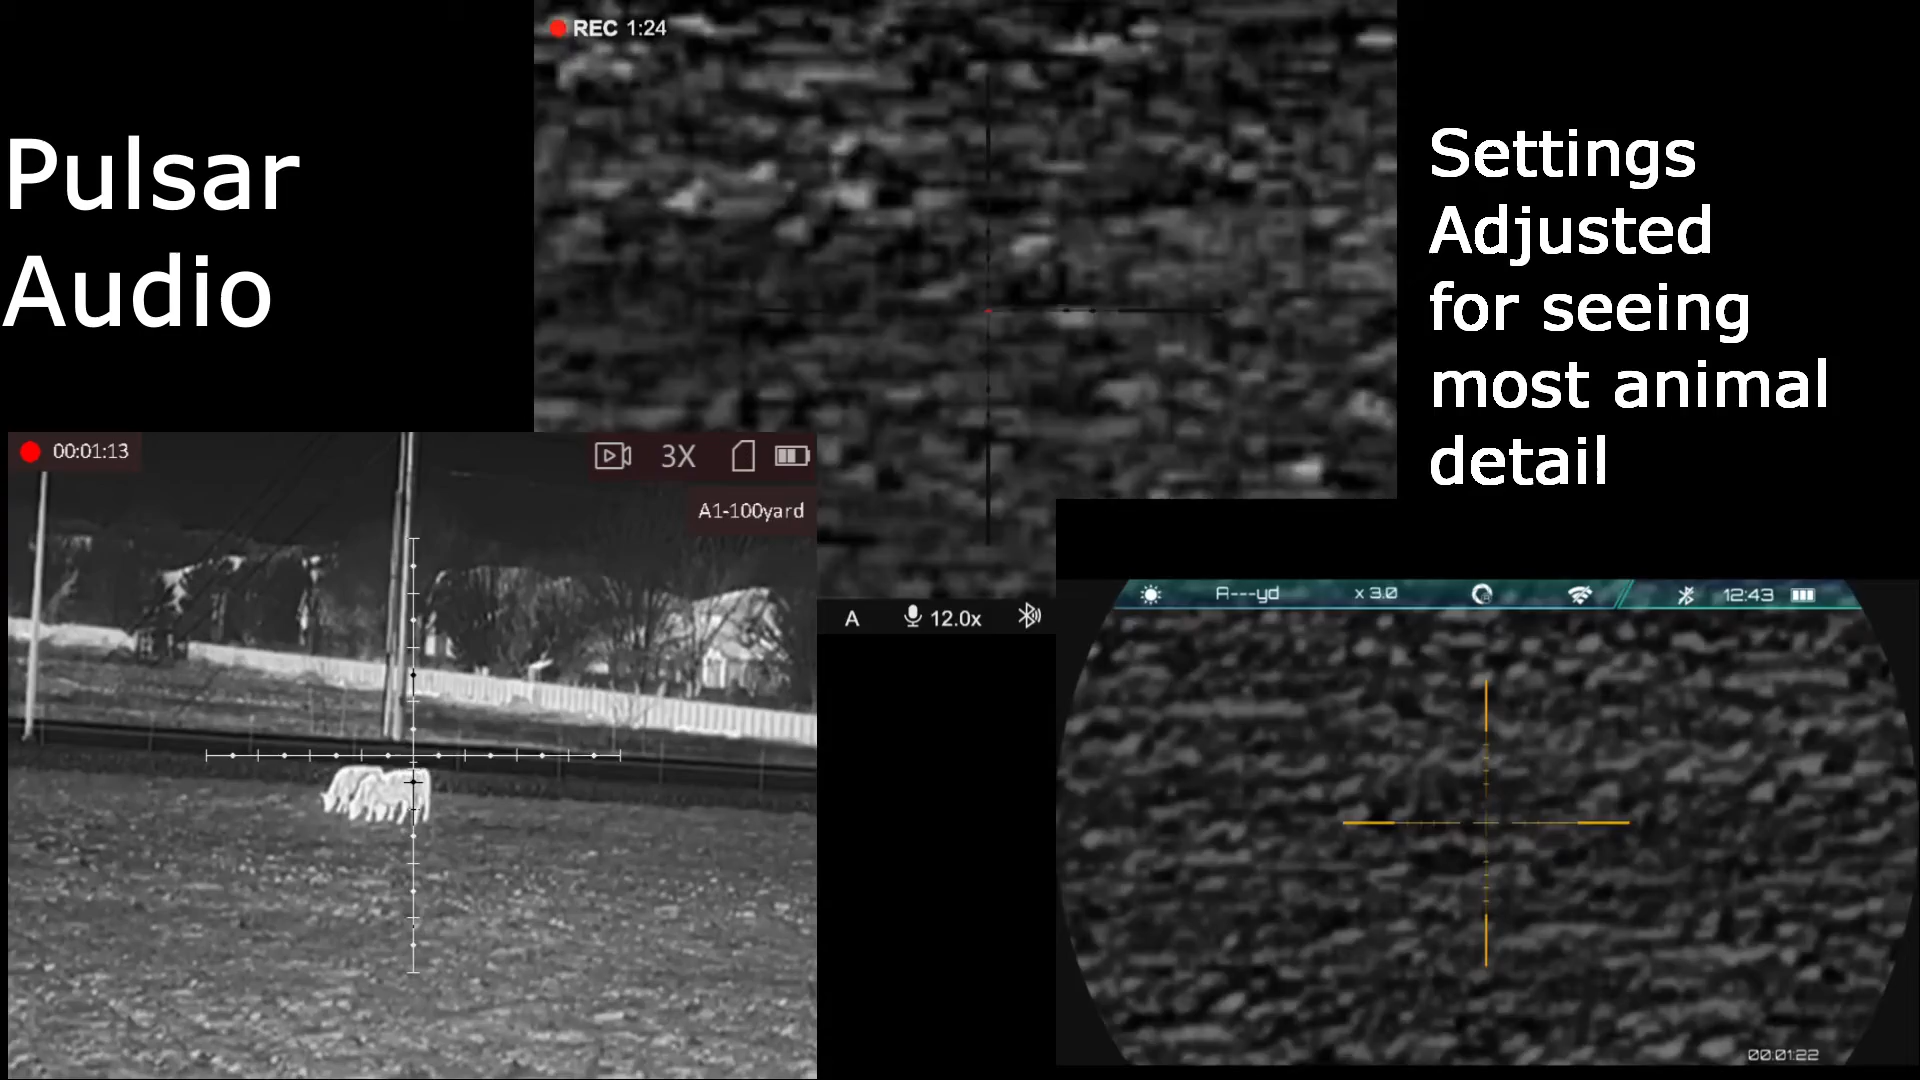 REC 1:24
Pulsar
Audio
Settings
Adjusted
for seeing
most animal
detail
00:01:13
3X
A1-100yard
A 12.0x
A---yd x 3.0 12:43
00:01:22